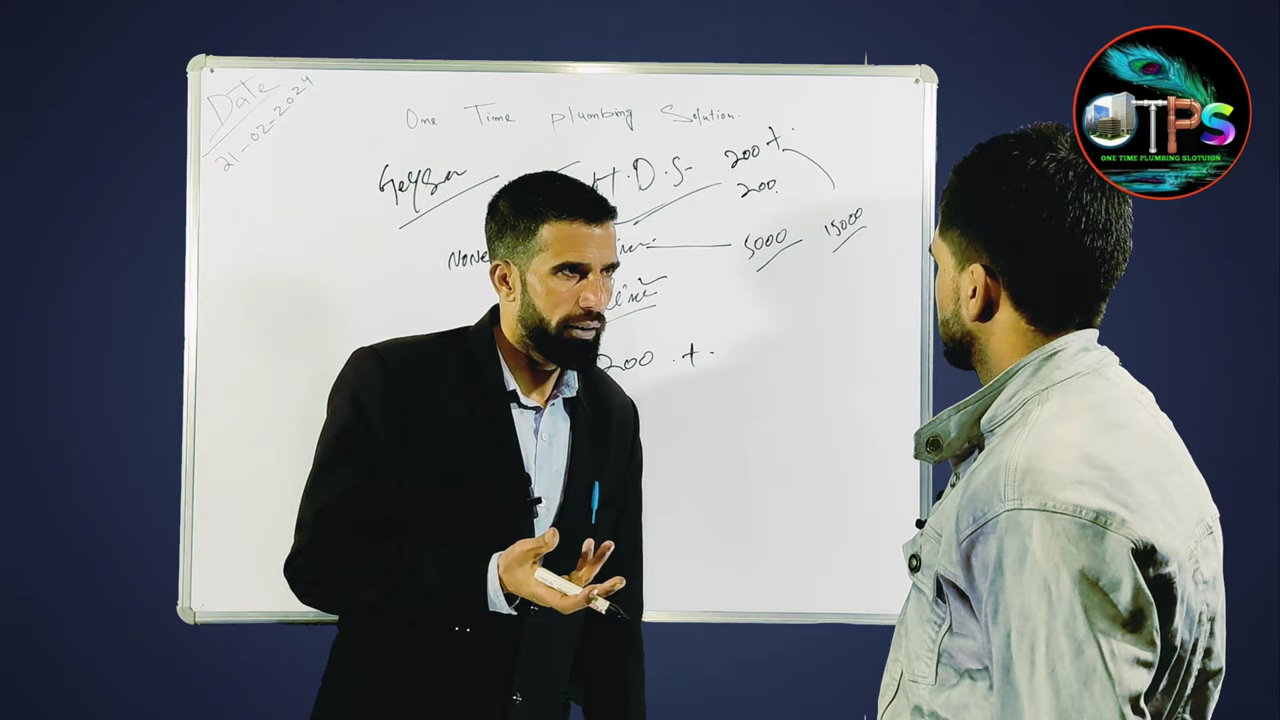 Date
21-02-2024
One Time plumbing Solution.
Geyser H.D.S 200 +.
200.
None 5000 15000
200 .+.
OTPS
ONE TIME PLUMBING SLOTUION